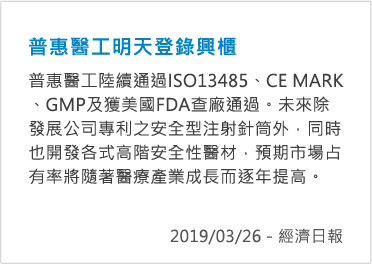 普惠醫工明天登錄興櫃
普惠醫工陸續通過ISO13485、CE MARK
、GMP及獲美國FDA查廠通過。未來除
發展公司專利之安全型注射針筒外，同時
也開發各式高階安全性醫材，預期市場占
有率將隨著醫療產業成長而逐年提高。
2019/03/26 - 經濟日報